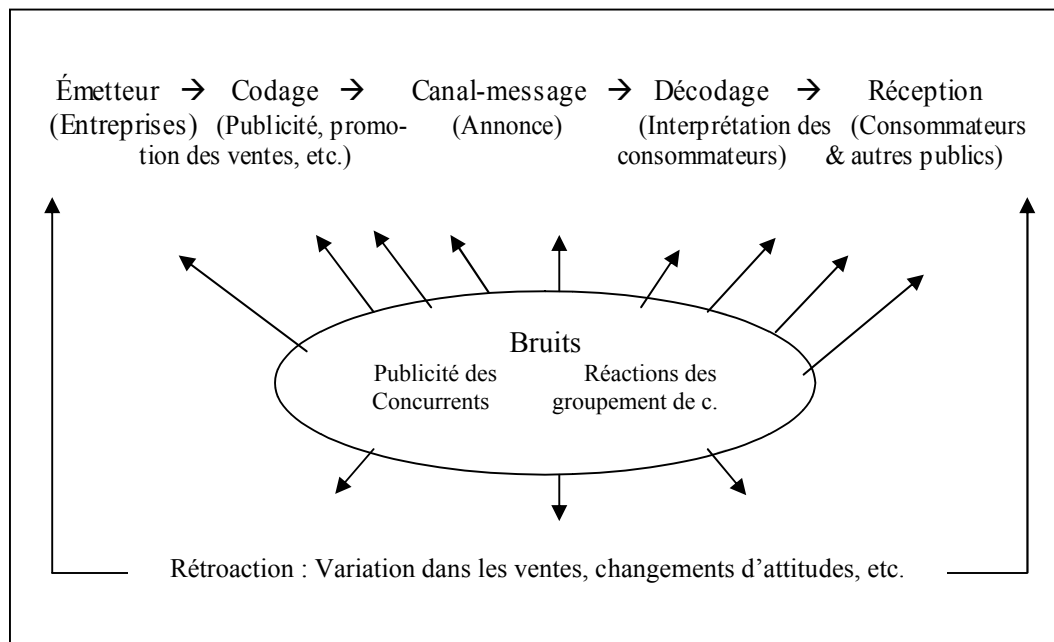 Émetteur → Codage → Canal-message → Décodage → Réception
(Entreprises) (Publicité, promo- (Annonce) (Interprétation des (Consommateurs
tion des ventes, etc.) consommateurs) & autres publics)
Bruits
Publicité des Réactions des
Concurrents groupement de c.
Rétroaction : Variation dans les ventes, changements d’attitudes, etc.